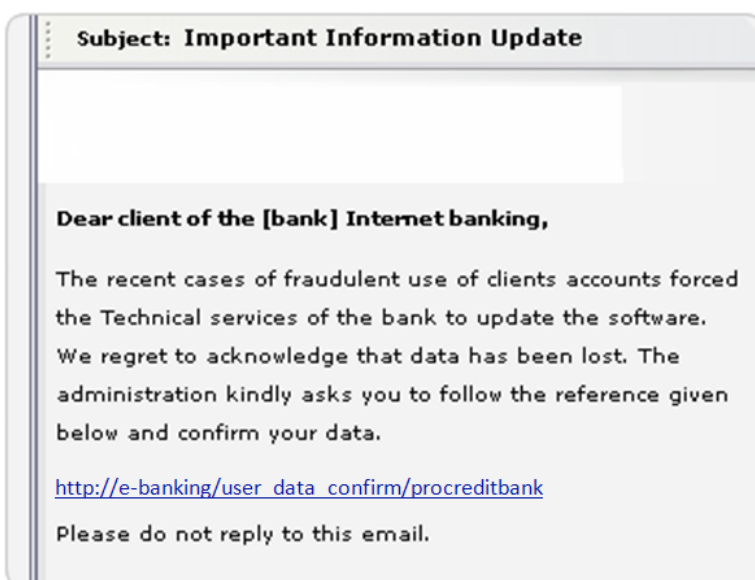 Subject: Important Information Update
Dear client of the [bank] Internet banking,
The recent cases of fraudulent use of clients accounts forced
the Technical services of the bank to update the software.
We regret to acknowledge that data has been lost. The
administration kindly asks you to follow the reference given
below and confirm your data.
http://e-banking/user_data_confirm/procreditbank
Please do not reply to this email.